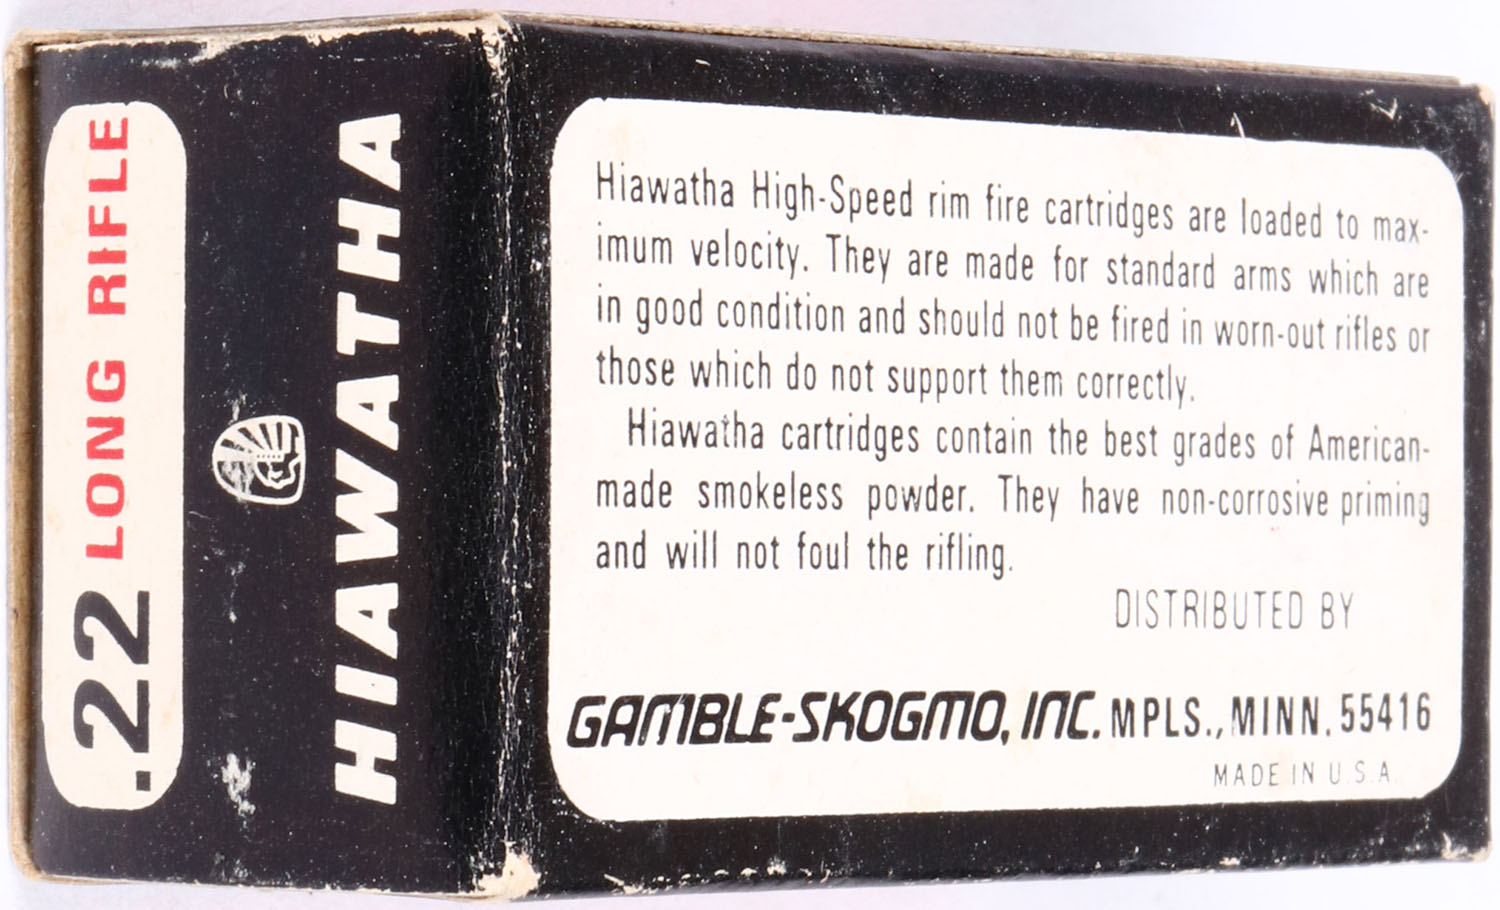 .22 LONG RIFLE
HIAWATHA
Hiawatha High-Speed rim fire cartridges are loaded to max-
imum velocity. They are made for standard arms which are
in good condition and should not be fired in worn-out rifles or
those which do not support them correctly.
Hiawatha cartridges contain the best grades of American-
made smokeless powder. They have non-corrosive priming
and will not foul the rifling.
DISTRIBUTED BY
GAMBLE-SKOGMO, INC. MPLS., MINN. 55416
MADE IN U.S.A.